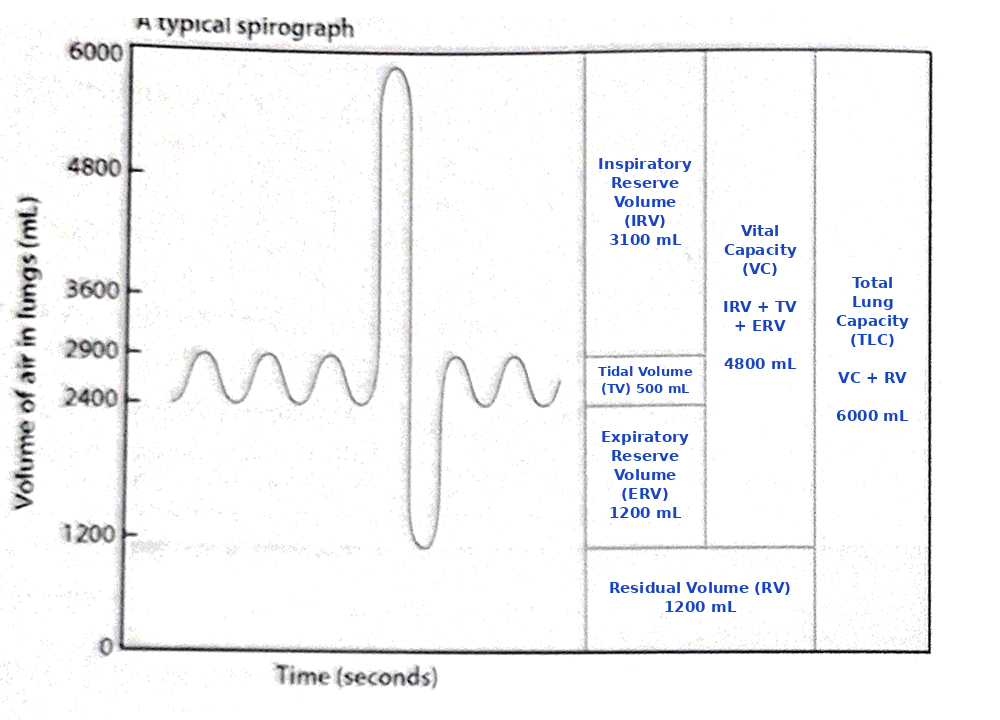 A typical spirograph
6000
4800
3600
2900
2400
1200
0
Volume of air in lungs (mL)
Time (seconds)
Inspiratory
Reserve
Volume
(IRV)
3100 mL
Tidal Volume
(TV) 500 mL
Expiratory
Reserve
Volume
(ERV)
1200 mL
Residual Volume (RV)
1200 mL
Vital
Capacity
(VC)
IRV + TV
+ ERV
4800 mL
Total
Lung
Capacity
(TLC)
VC + RV
6000 mL